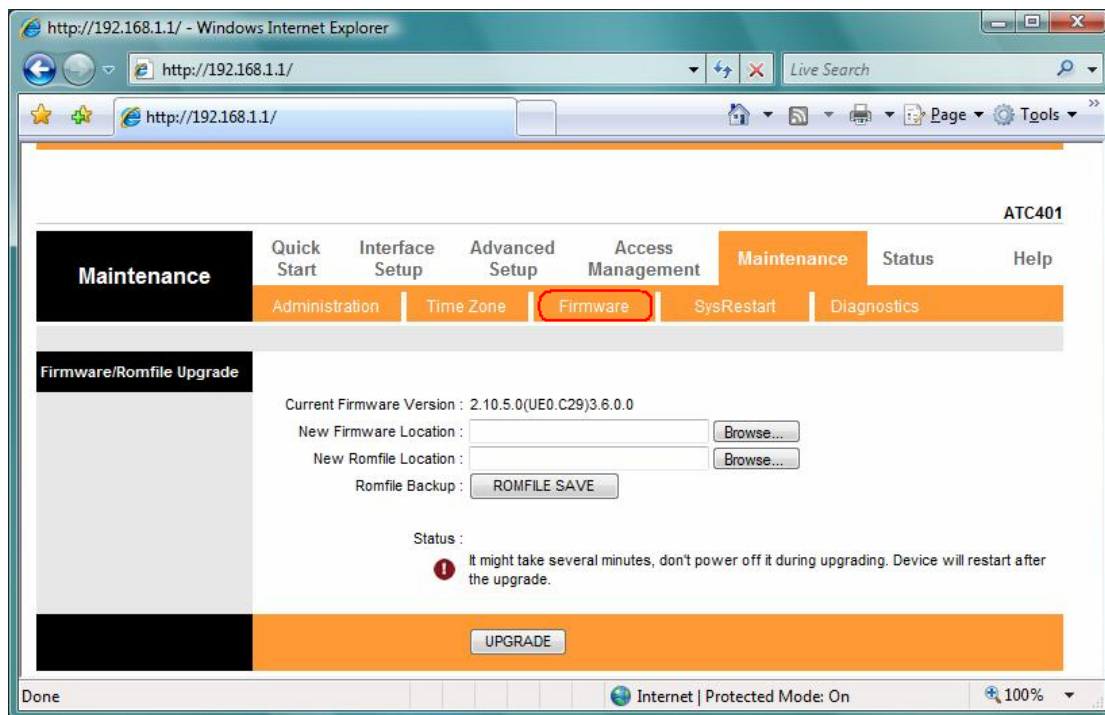 http://192.168.1.1/ - Windows Internet Explorer
http://192.168.1.1/
Live Search
http://192.168.1.1/
Page
Tools
ATC401
Maintenance
Quick Start
Interface Setup
Advanced Setup
Access Management
Maintenance
Status
Help
Administration
Time Zone
Firmware
SysRestart
Diagnostics
Firmware/Romfile Upgrade
Current Firmware Version : 2.10.5.0(UE0.C29)3.6.0.0
New Firmware Location :
Browse...
New Romfile Location :
Browse...
Romfile Backup :
ROMFILE SAVE
Status :
It might take several minutes, don't power off it during upgrading. Device will restart after
the upgrade.
UPGRADE
Done
Internet | Protected Mode: On
100%